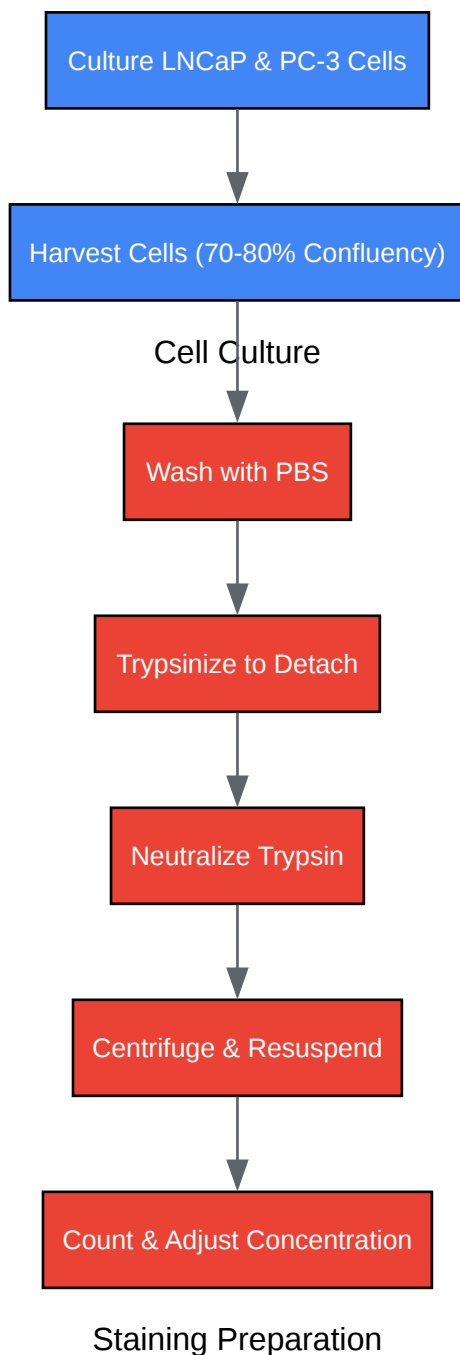 Culture LNCaP & PC-3 Cells
Harvest Cells (70-80% Confluency)
Cell Culture
Wash with PBS
Trypsinize to Detach
Neutralize Trypsin
Centrifuge & Resuspend
Count & Adjust Concentration
Staining Preparation